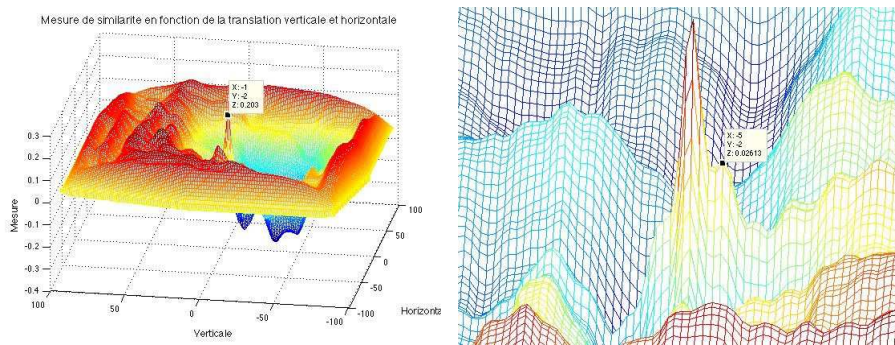 Mesure de similarite en fonction de la translation verticale et horizontale
X: -1
Y: -2
Z: 0.203
0.3
0.2
0.1
0
-0.1
-0.2
-0.3
-0.4
Mesure
100
50
0
-50
-100
Verticale
100
50
0
-50
-100
Horizonta
X: -5
Y: -2
Z: 0.02613